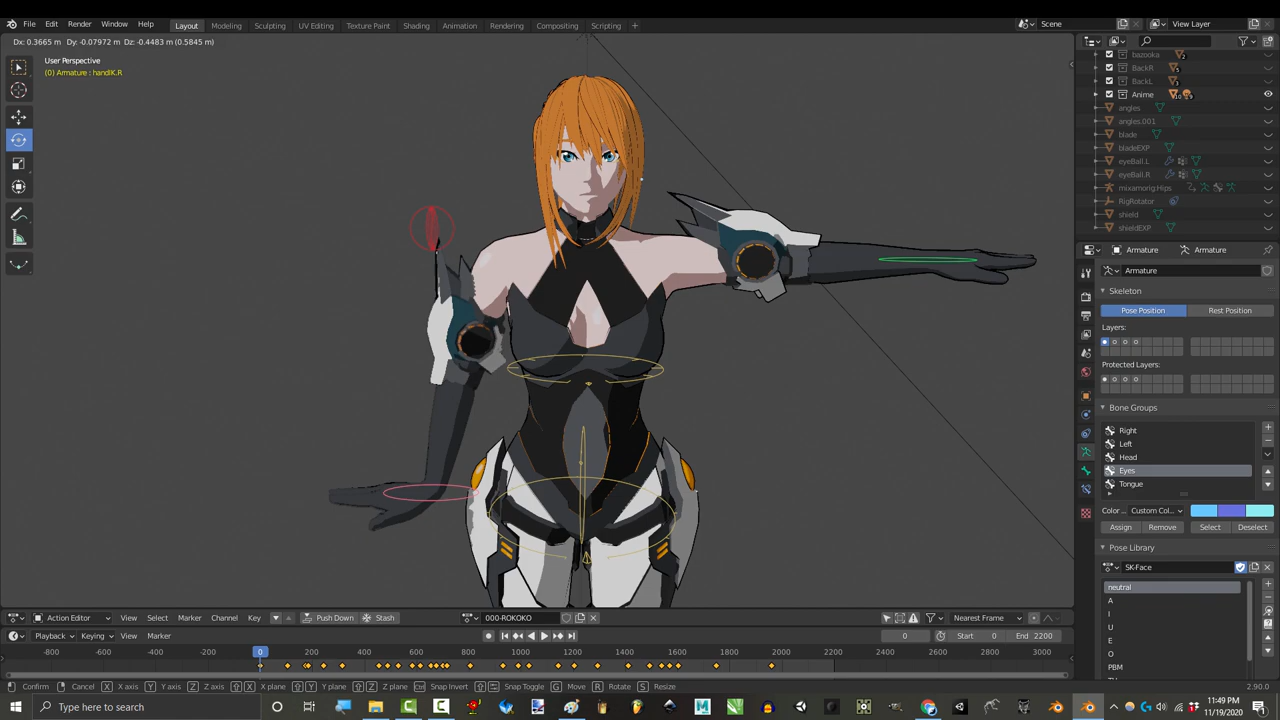 File Edit Render Window Help Layout Modeling Sculpting UV Editing Texture Paint Shading Animation Rendering Compositing Scripting + Scene View Layer
Dx: 0.3665 m Dy: -0.07972 m Dz: -0.4483 m (0.5845 m)
User Perspective
(0) Armature : handIK.R
bazooka 2
BackR 5
BackL 3
Anime
angles
angles.001
blade
bladeEXP
eyeBall.L
eyeBall.R
mixamorig:Hips
RigRotator
shield
shieldEXP
Armature Armature
Armature
Skeleton
Pose Position Rest Position
Layers:
Protected Layers:
Bone Groups
Right
Left
Head
Eyes
Tongue
Color ... Custom Col...
Assign Remove Select Deselect
Pose Library
SK-Face
neutral
A
I
U
E
O
PBM
Action Editor View Select Marker Channel Key Push Down Stash 000-ROKOKO Nearest Frame
Playback Keying View Marker 0 Start 0 End 2200
-800 -600 -400 -200 0 200 400 600 800 1000 1200 1400 1600 1800 2000 2200 2400 2600 2800 3000
Confirm Cancel X X axis Y Y axis Z Z axis X X plane Y Y plane Z Z plane Ctrl Snap Invert Snap Toggle G Move R Rotate S Resize 2.90.0
Type here to search
11:49 PM
11/19/2020